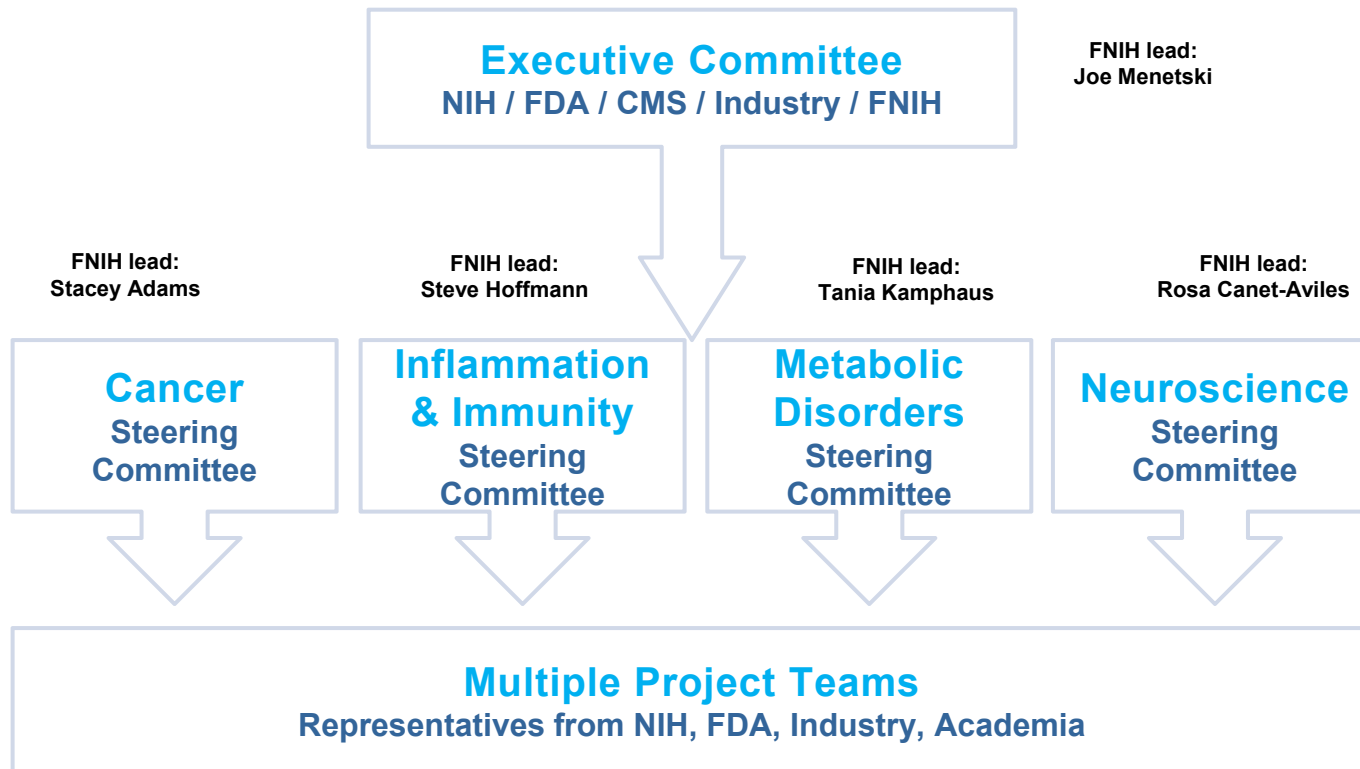 Executive Committee
NIH / FDA / CMS / Industry / FNIH
FNIH lead:
Joe Menetski
FNIH lead:
Stacey Adams
FNIH lead:
Steve Hoffmann
FNIH lead:
Tania Kamphaus
FNIH lead:
Rosa Canet-Aviles
Cancer
Steering
Committee
Inflammation
& Immunity
Steering
Committee
Metabolic
Disorders
Steering
Committee
Neuroscience
Steering
Committee
Multiple Project Teams
Representatives from NIH, FDA, Industry, Academia